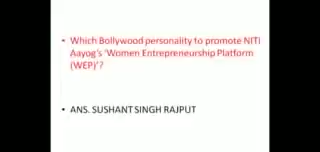 • Which Bollywood personality to promote NITI
Aayog's 'Women Entrepreneurship Platform
(WEP)'?
• ANS. SUSHANT SINGH RAJPUT